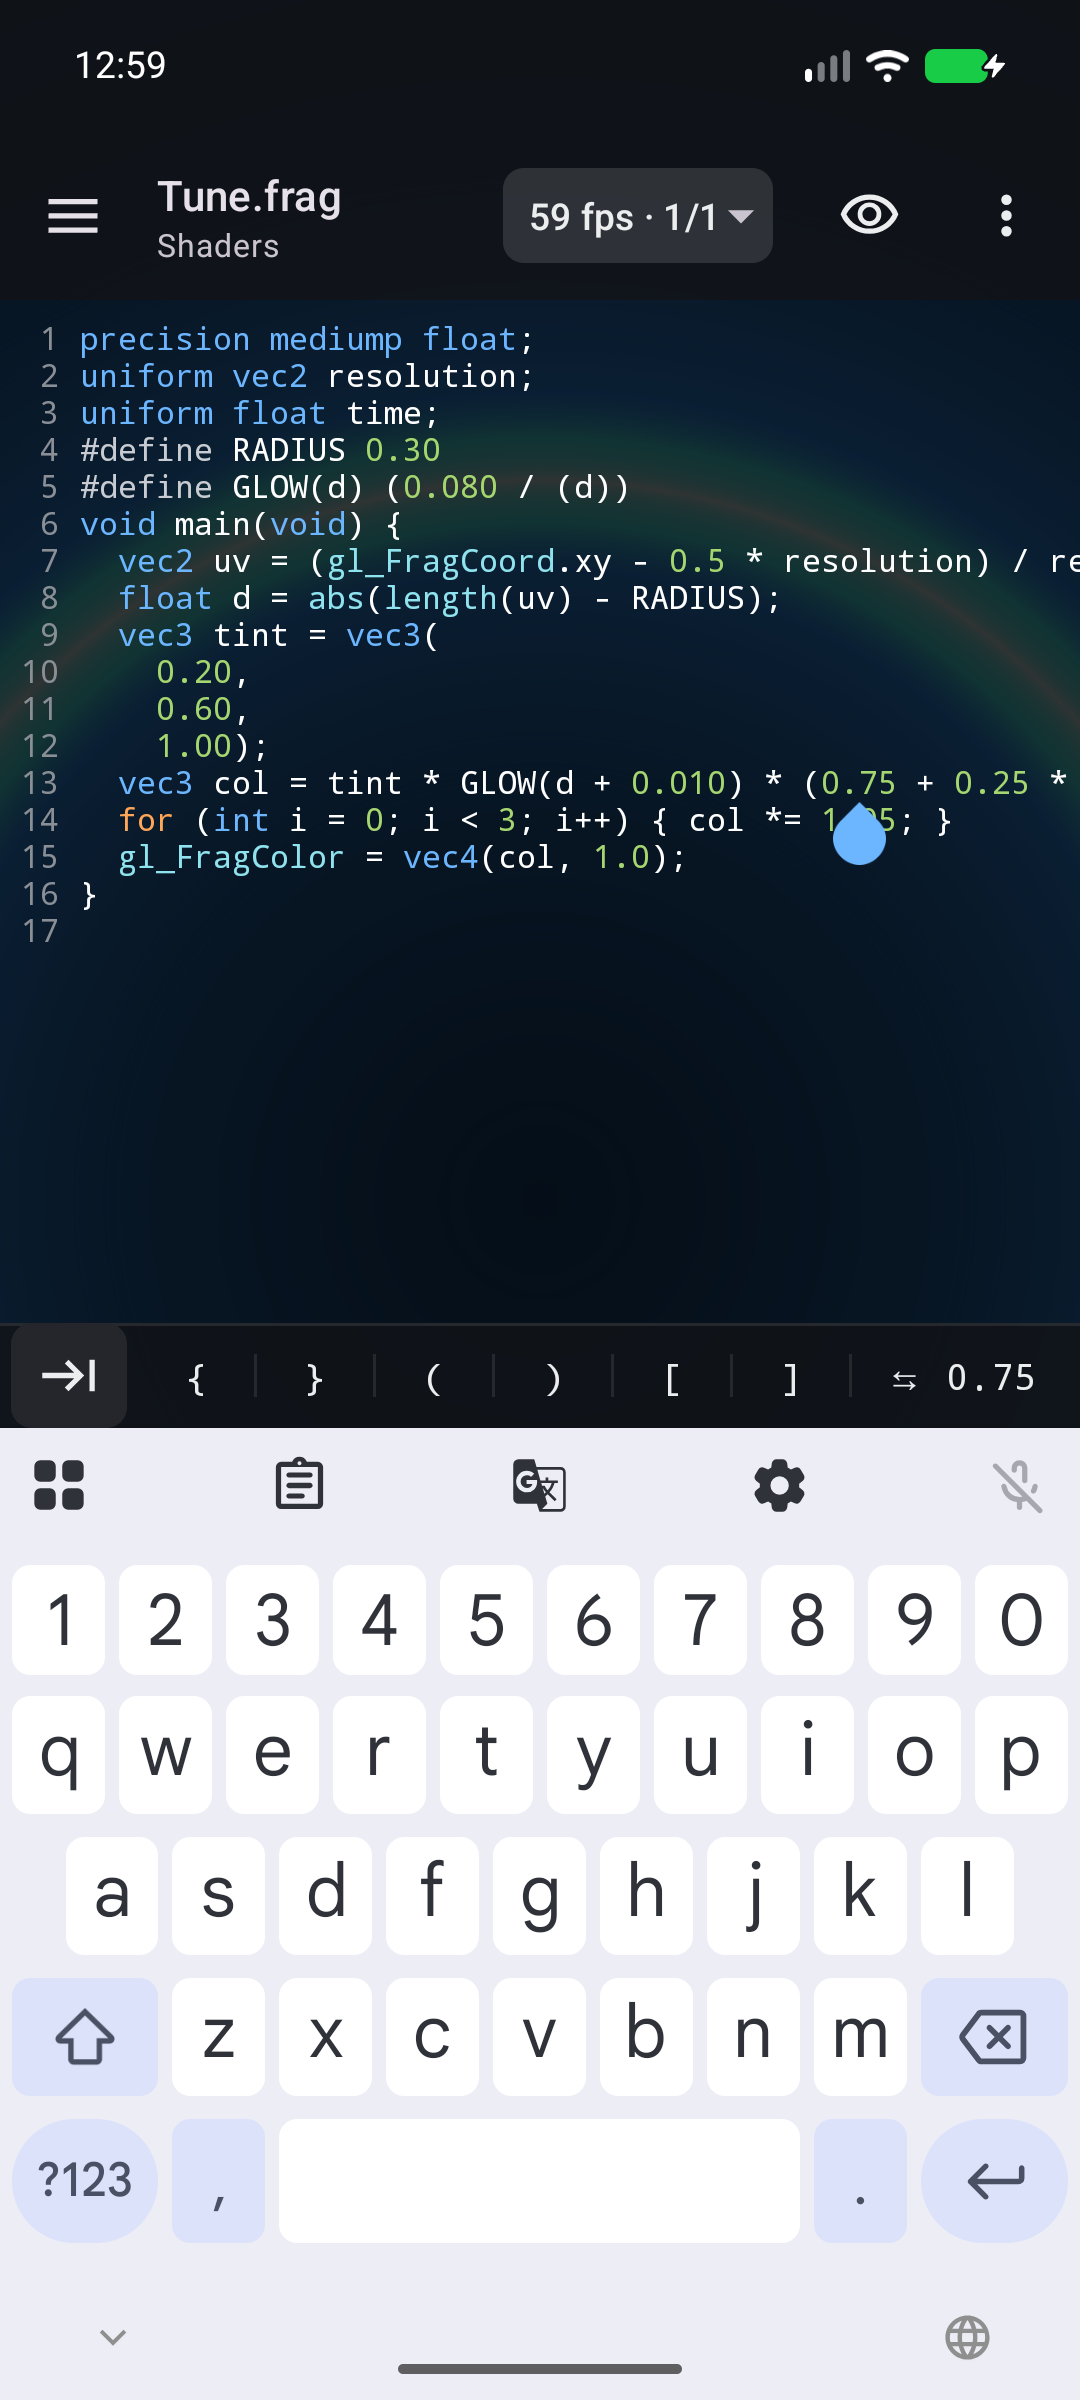 12:59
Tune.frag
Shaders
59 fps · 1/1
1 precision mediump float;
2 uniform vec2 resolution;
3 uniform float time;
4 #define RADIUS 0.30
5 #define GLOW(d) (0.080 / (d))
6 void main(void) {
7 vec2 uv = (gl_FragCoord.xy - 0.5 * resolution) / re
8 float d = abs(length(uv) - RADIUS);
9 vec3 tint = vec3(
10 0.20,
11 0.60,
12 1.00);
13 vec3 col = tint * GLOW(d + 0.010) * (0.75 + 0.25 *
14 for (int i = 0; i < 3; i++) { col *= ; }
15 gl_FragColor = vec4(col, 1.0);
16 }
17
{ } ( ) [ ] ⇆ 0.75
1 2 3 4 5 6 7 8 9 0
q w e r t y u i o p
a s d f g h j k l
z x c v b n m
?123 , .